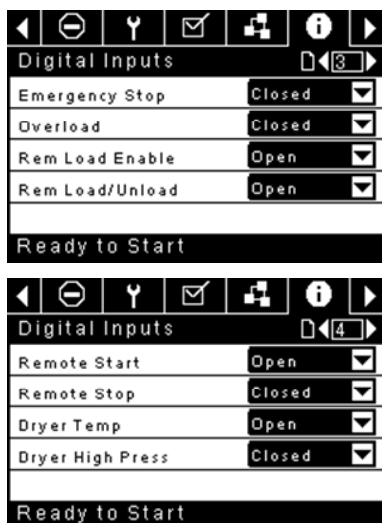 Digital Inputs 3
Emergency Stop Closed
Overload Closed
Rem Load Enable Open
Rem Load/Unload Open
Ready to Start
Digital Inputs 4
Remote Start Open
Remote Stop Closed
Dryer Temp Open
Dryer High Press Closed
Ready to Start